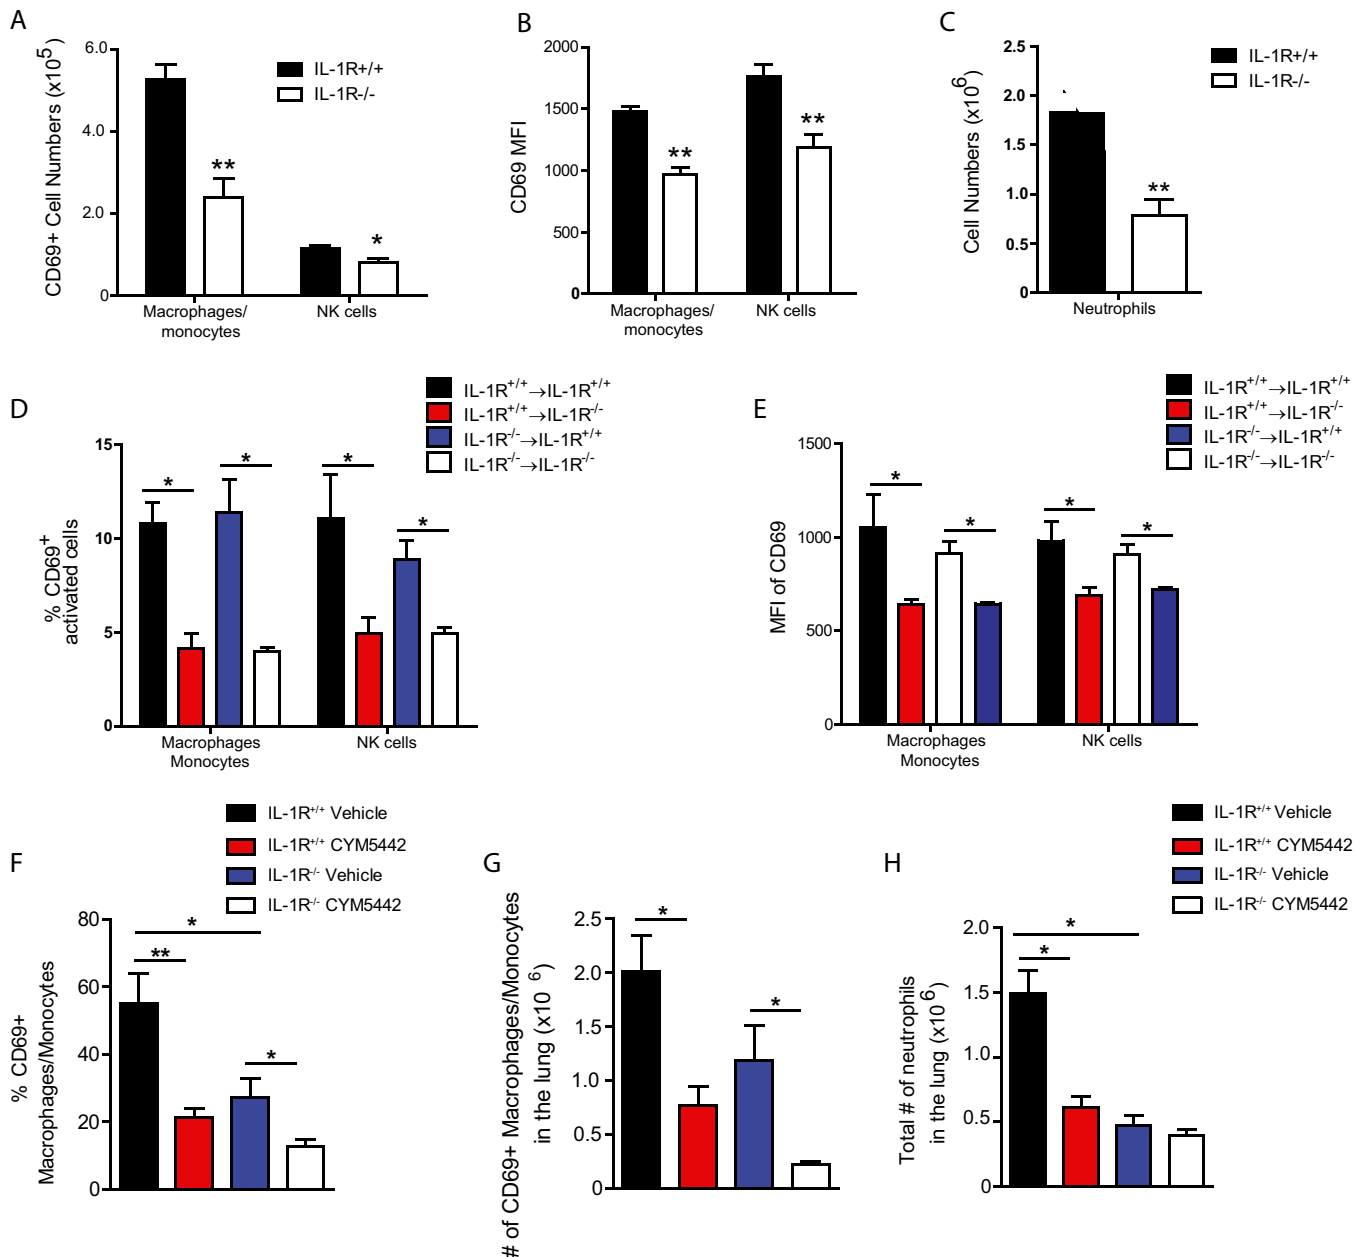 A
CD69+ Cell Numbers (x10^5)
6.0
4.0
2.0
0
IL-1R+/+
IL-1R-/-
**
*
Macrophages/
monocytes
NK cells
B
CD69 MFI
2000
1500
1000
500
0
**
**
Macrophages/
monocytes
NK cells
C
Cell Numbers (x10^6)
2.5
2.0
1.5
1.0
0.5
0
IL-1R+/+
IL-1R-/-
**
Neutrophils
D
IL-1R^+/+→IL-1R^+/+
IL-1R^+/+→IL-1R^-/-
IL-1R^-/-→IL-1R^+/+
IL-1R^-/-→IL-1R^-/-
% CD69^+
activated cells
15
10
5
0
*
*
*
*
Macrophages
Monocytes
NK cells
E
IL-1R^+/+→IL-1R^+/+
IL-1R^+/+→IL-1R^-/-
IL-1R^-/-→IL-1R^+/+
IL-1R^-/-→IL-1R^-/-
MFI of CD69
1500
1000
500
0
*
*
*
*
Macrophages
Monocytes
NK cells
F
IL-1R^+/+ Vehicle
IL-1R^+/+ CYM5442
IL-1R^-/- Vehicle
IL-1R^-/- CYM5442
% CD69+
Macrophages/Monocytes
80
60
40
20
0
*
**
*
G
# of CD69+ Macrophages/Monocytes
in the lung (x10^6)
2.5
2.0
1.5
1.0
0.5
0
*
*
H
IL-1R^+/+ Vehicle
IL-1R^+/+ CYM5442
IL-1R^-/- Vehicle
IL-1R^-/- CYM5442
Total # of neutrophils
in the lung (x10^6)
2.0
1.5
1.0
0.5
0
*
*